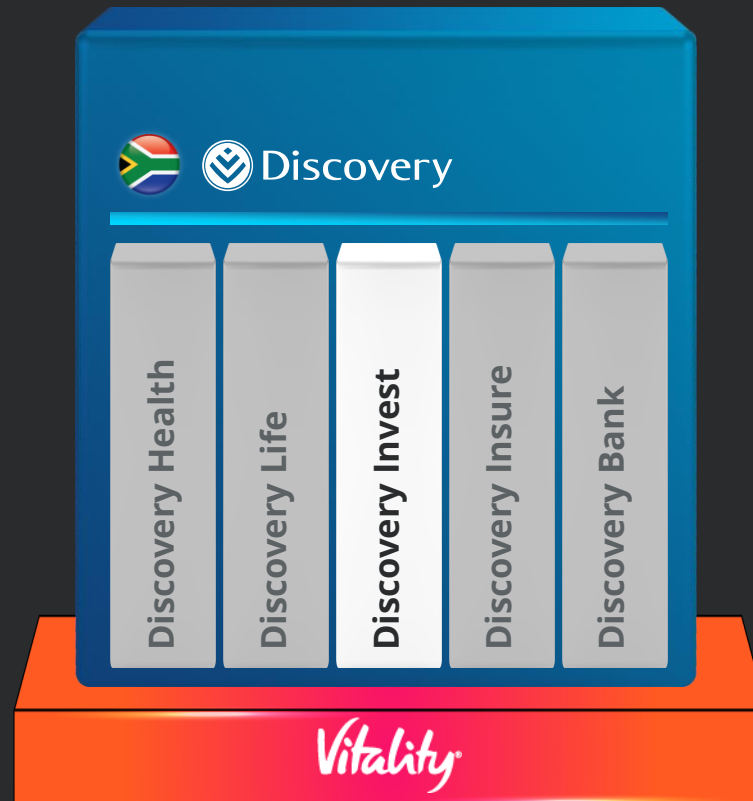 Discovery
Discovery Health
Discovery Life
Discovery Invest
Discovery Insure
Discovery Bank
Vitality®